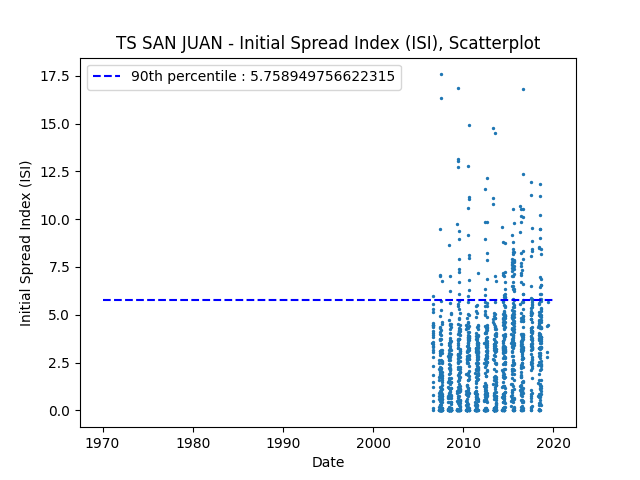 TS SAN JUAN - Initial Spread Index (ISI), Scatterplot
90th percentile : 5.758949756622315
17.5
15.0
12.5
10.0
7.5
5.0
2.5
0.0
Initial Spread Index (ISI)
1970 1980 1990 2000 2010 2020
Date